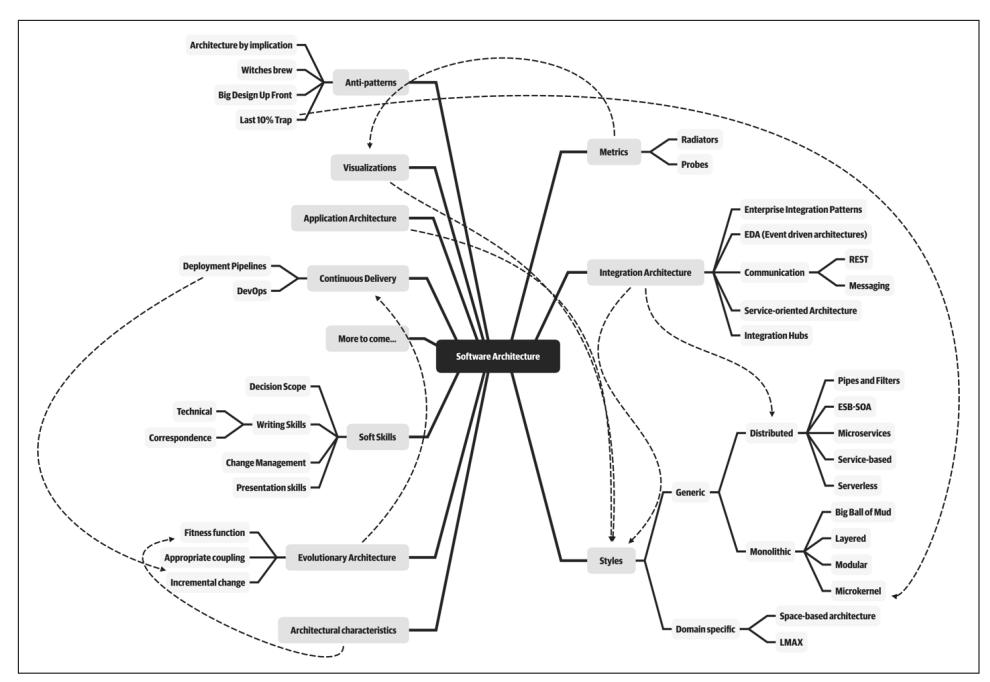 Architecture by implication
Witches brew
Big Design Up Front
Last 10% Trap
Anti-patterns
Visualizations
Application Architecture
Deployment Pipelines
DevOps
Continuous Delivery
More to come...
Software Architecture
Decision Scope
Technical
Correspondence
Writing Skills
Change Management
Presentation skills
Soft Skills
Fitness function
Appropriate coupling
Incremental change
Evolutionary Architecture
Architectural characteristics
Metrics
Radiators
Probes
Integration Architecture
Enterprise Integration Patterns
EDA (Event driven architectures)
Communication
REST
Messaging
Service-oriented Architecture
Integration Hubs
Styles
Generic
Distributed
Pipes and Filters
ESB-SOA
Microservices
Service-based
Serverless
Monolithic
Big Ball of Mud
Layered
Modular
Microkernel
Domain specific
Space-based architecture
LMAX